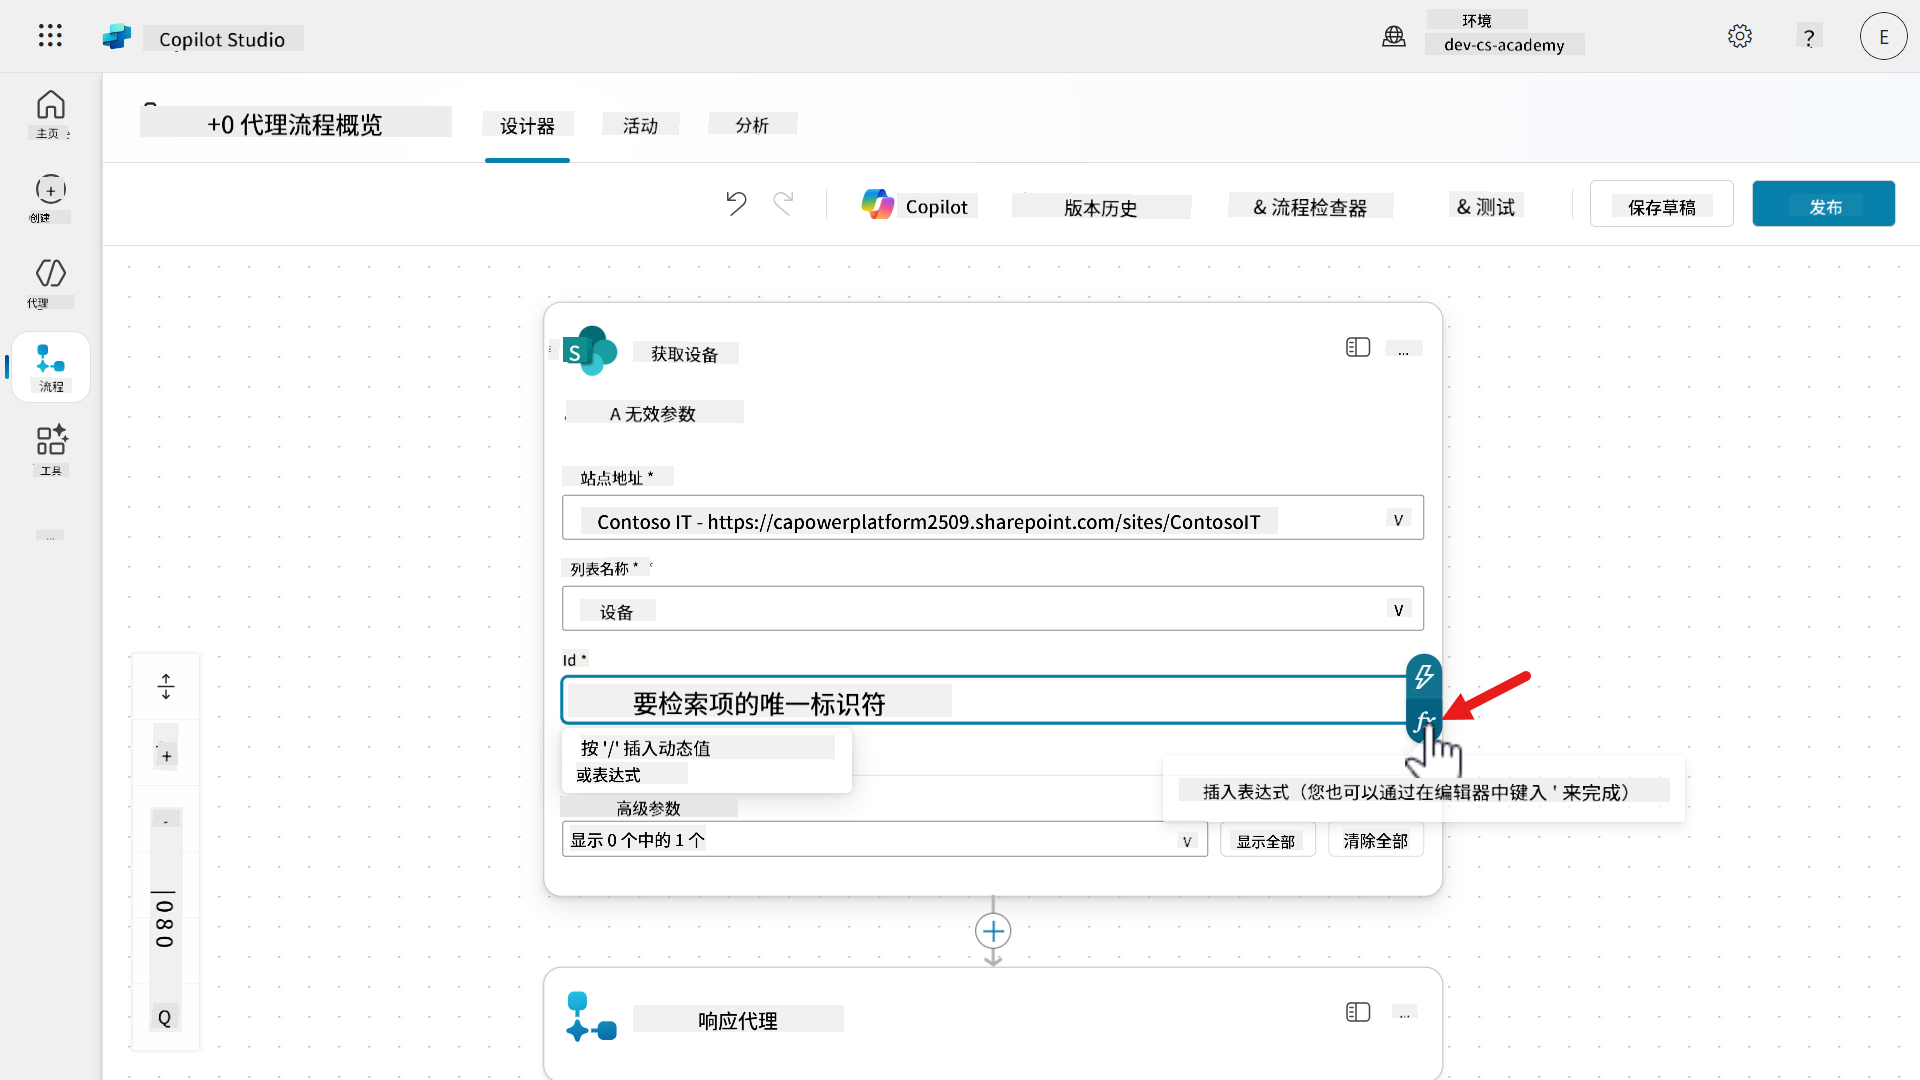 Copilot Studio
环境
dev-cs-academy
?
E
主页
+0 代理流程概览
设计器
活动
分析
创建
Copilot
版本历史
& 流程检查器
& 测试
保存草稿
发布
代理
流程
工具
...
S
获取设备
...
A 无效参数
站点地址 *
Contoso IT - https://capowerplatform2509.sharepoint.com/sites/ContosoIT
V
列表名称 *
设备
V
Id *
要检索项的唯一标识符
fx
按 '/' 插入动态值
或表达式
插入表达式（您也可以通过在编辑器中键入 ' 来完成）
高级参数
显示 0 个中的 1 个
V
显示全部
清除全部
+
-
080
Q
响应代理
...